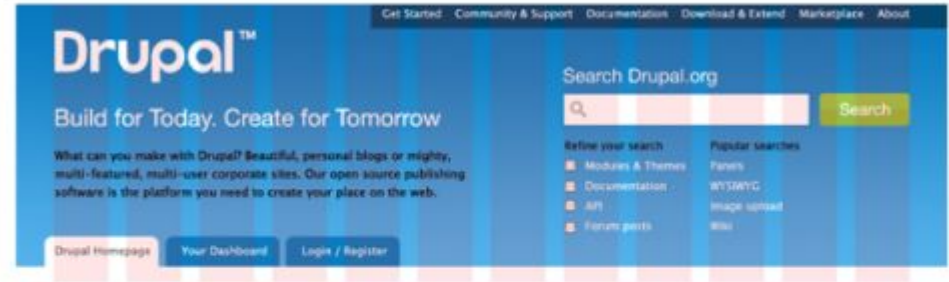 Get Started Community & Support Documentation Download & Extend Marketplace About
Drupal™
Build for Today. Create for Tomorrow
What can you make with Drupal? Beautiful, personal blogs or mighty,
multi-featured, multi-user corporate sites. Our open source publishing
software is the platform you need to create your place on the web.
Drupal Homepage Your Dashboard Login / Register
Search Drupal.org
Search
Refine your search
Modules & Themes
Documentation
API
Forum posts
Popular searches
Panels
WYSIWYG
Image upload
Wiki